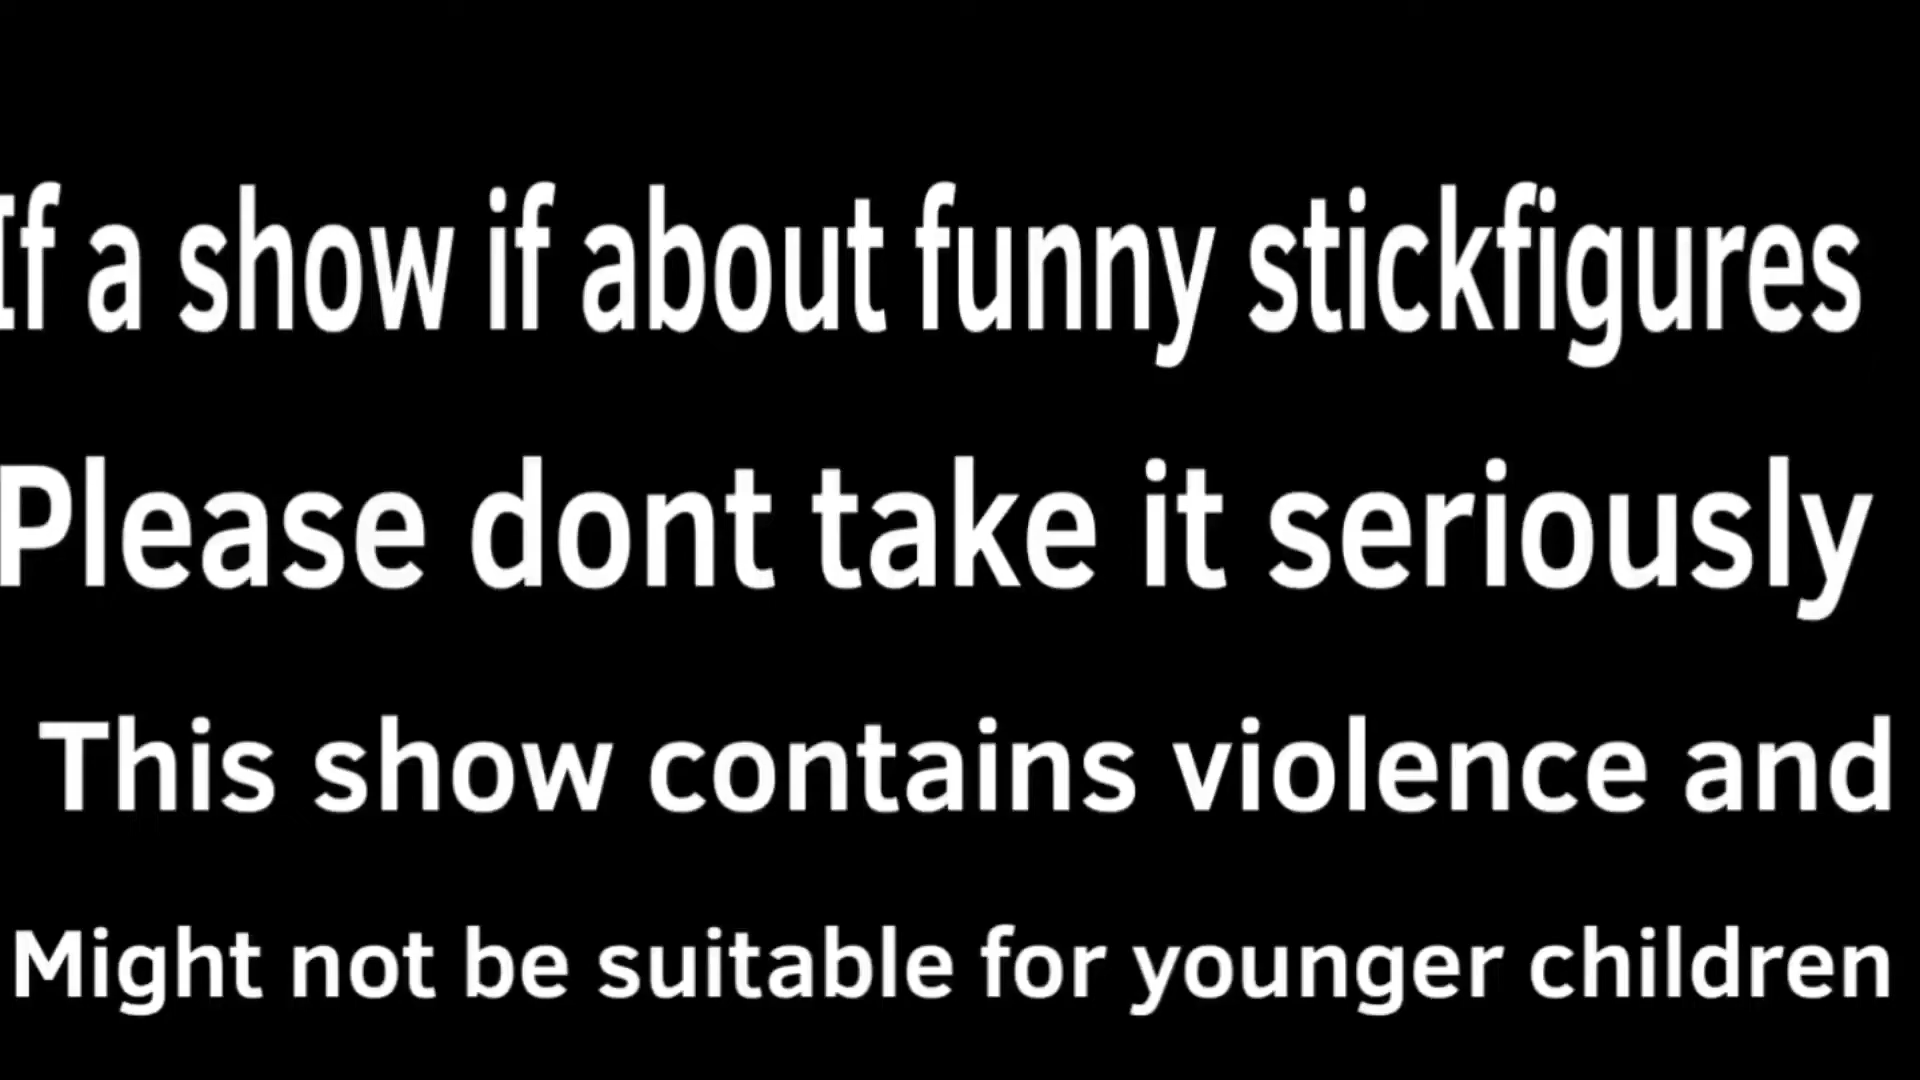 If a show if about funny stickfigures
Please dont take it seriously
This show contains violence and
Might not be suitable for younger children